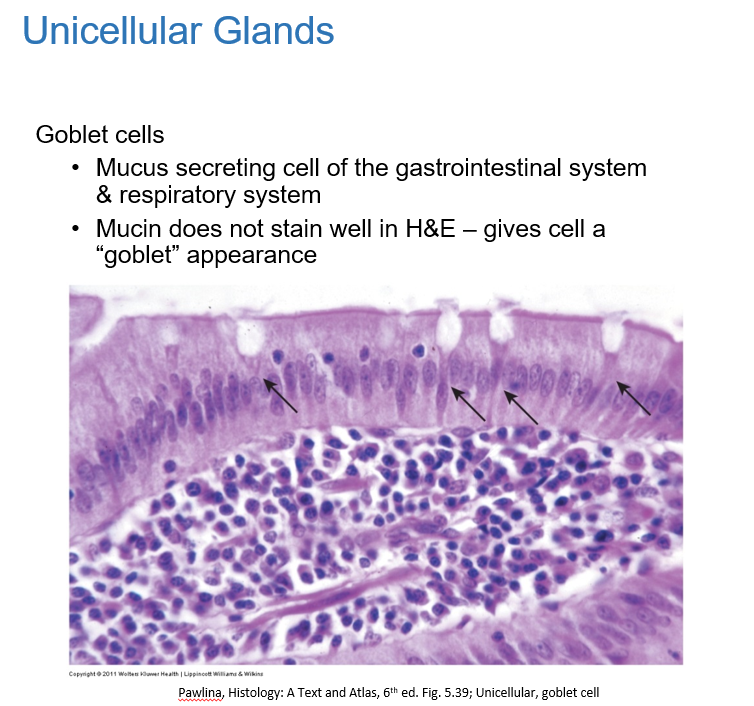 Unicellular Glands
Goblet cells
• Mucus secreting cell of the gastrointestinal system
& respiratory system
• Mucin does not stain well in H&E – gives cell a
“goblet” appearance
Copyright © 2011 Wolters Kluwer Health | Lippincott Williams & Wilkins
Pawlina, Histology: A Text and Atlas, 6th ed. Fig. 5.39; Unicellular, goblet cell